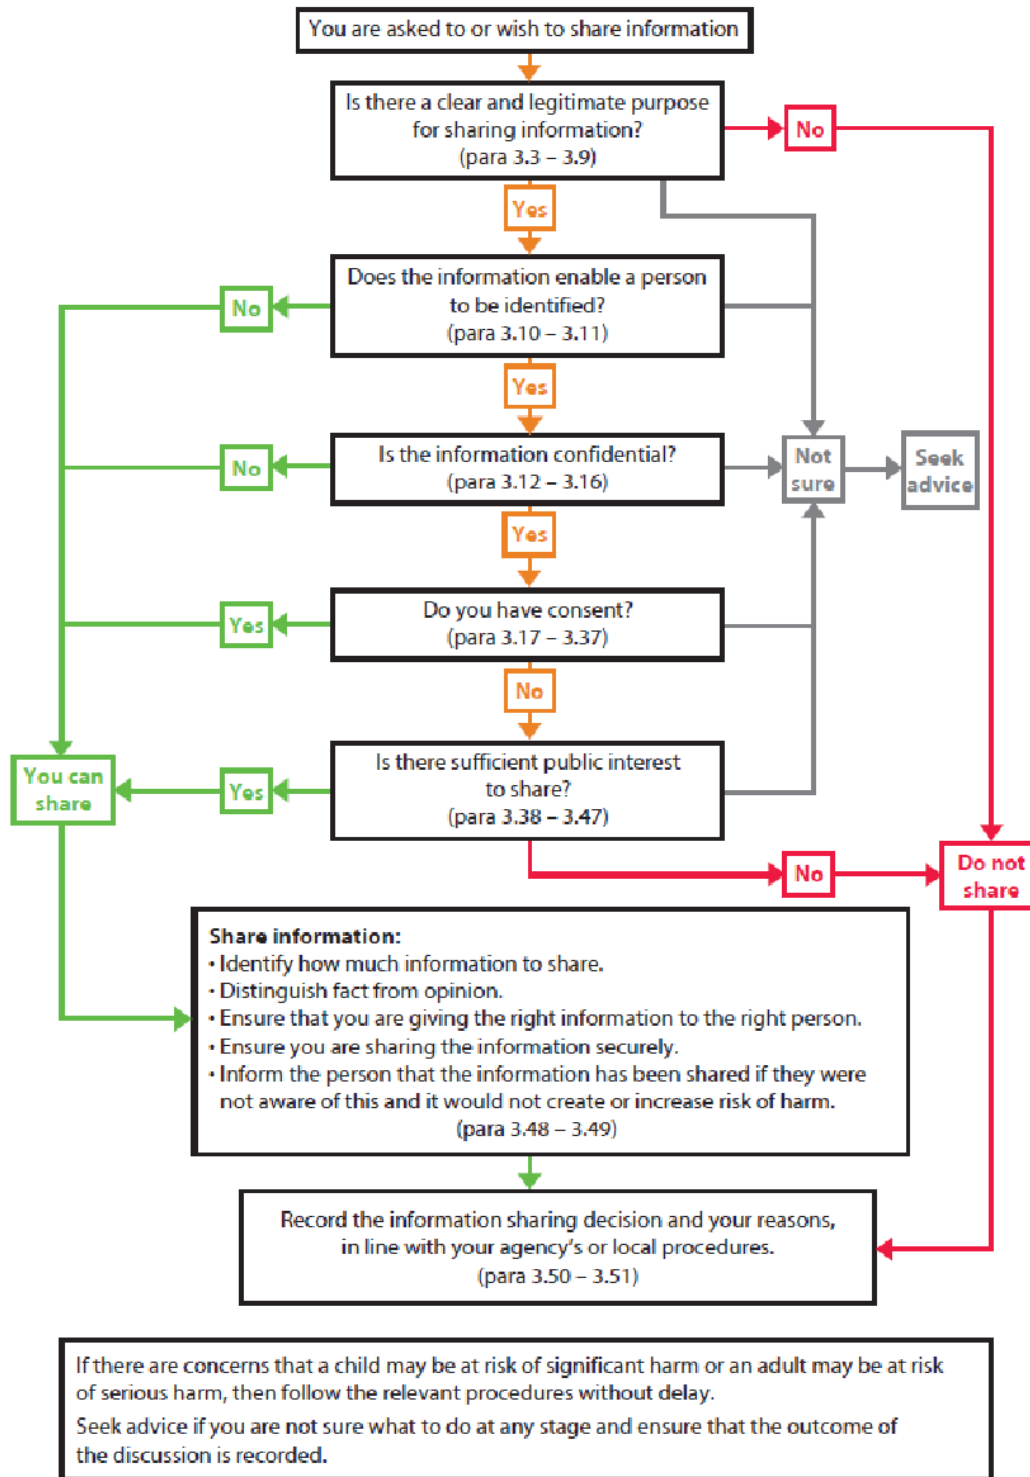 You are asked to or wish to share information
Is there a clear and legitimate purpose
for sharing information?
(para 3.3 – 3.9)
No
Yes
Does the information enable a person
to be identified?
(para 3.10 – 3.11)
No
Yes
Is the information confidential?
(para 3.12 – 3.16)
No
Not
sure
Seek
advice
Yes
Do you have consent?
(para 3.17 – 3.37)
Yes
No
Is there sufficient public interest
to share?
(para 3.38 – 3.47)
Yes
You can
share
No
Do not
share
Share information:
• Identify how much information to share.
• Distinguish fact from opinion.
• Ensure that you are giving the right information to the right person.
• Ensure you are sharing the information securely.
• Inform the person that the information has been shared if they were
not aware of this and it would not create or increase risk of harm.
(para 3.48 – 3.49)
Record the information sharing decision and your reasons,
in line with your agency's or local procedures.
(para 3.50 – 3.51)
If there are concerns that a child may be at risk of significant harm or an adult may be at risk
of serious harm, then follow the relevant procedures without delay.
Seek advice if you are not sure what to do at any stage and ensure that the outcome of
the discussion is recorded.